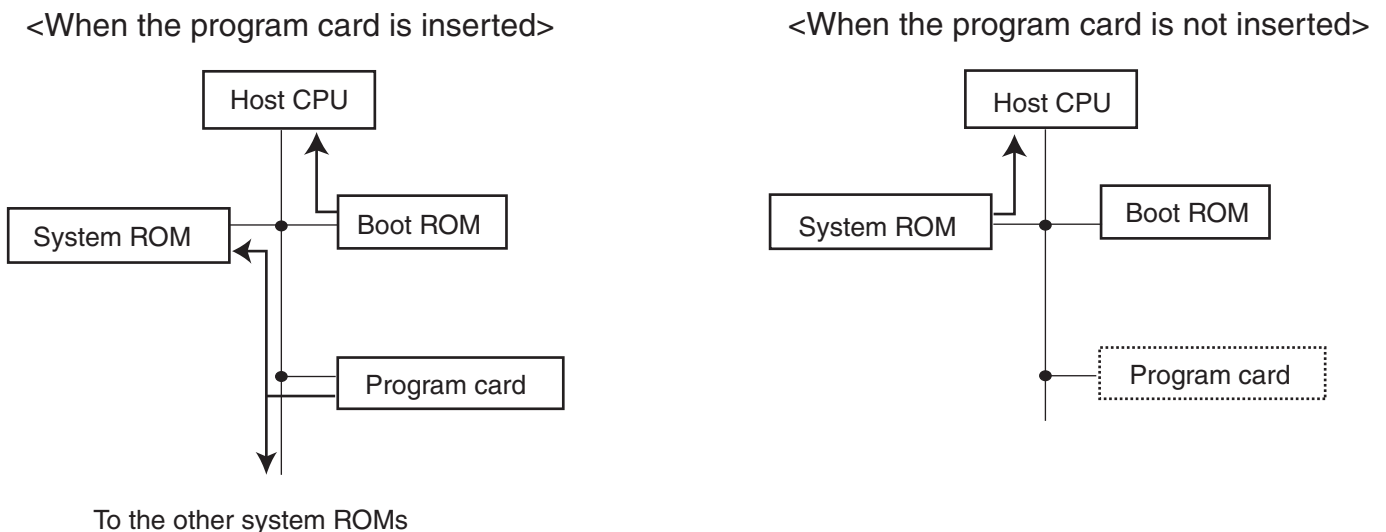 <When the program card is inserted>
Host CPU
System ROM
Boot ROM
Program card
To the other system ROMs
<When the program card is not inserted>
Host CPU
System ROM
Boot ROM
Program card